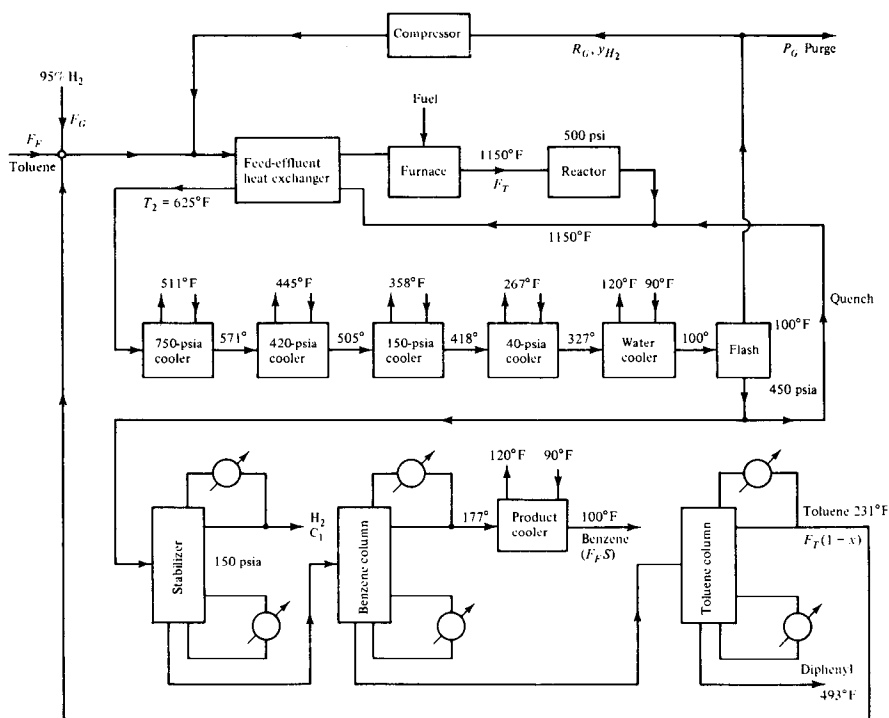 Compressor
R_G, y_H2
P_G Purge
95% H2
F_G
F_F
Toluene
Fuel
500 psi
Feed-effluent
heat exchanger
Furnace
1150°F
F_T
Reactor
T2 = 625°F
1150°F
Quench
511°F
445°F
358°F
267°F
120°F
90°F
750-psia
cooler
571°
420-psia
cooler
505°
150-psia
cooler
418°
40-psia
cooler
327°
Water
cooler
100°
Flash
100°F
450 psia
Stabilizer
H2
C1
150 psia
Benzene column
177°
120°F
90°F
Product
cooler
100°F
Benzene
(F_F S)
Toluene column
Toluene 231°F
F_T(1 − x)
Diphenyl
493°F